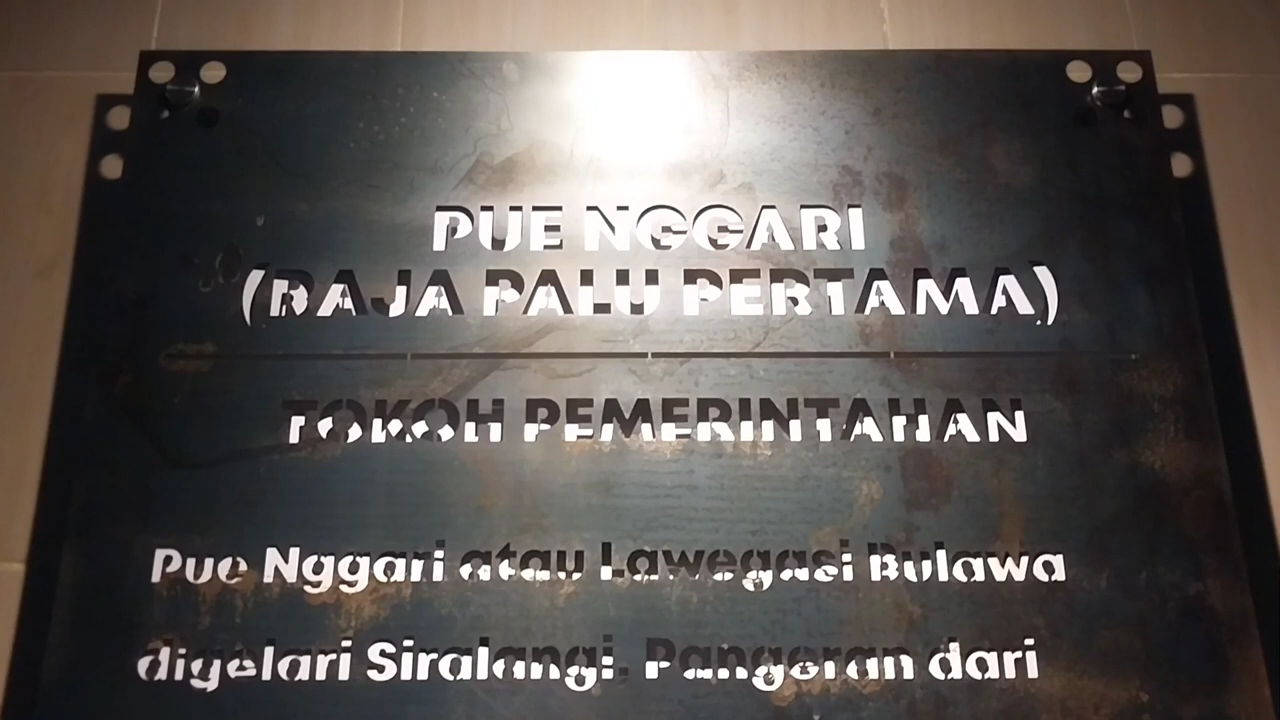 PUE NGGARI
(RAJA PALU PERTAMA)
TOKOH PEMERINTAHAN
Pue Nggari atau Lawegasi Bulawa
digelari Siralangi. Pangeran dari